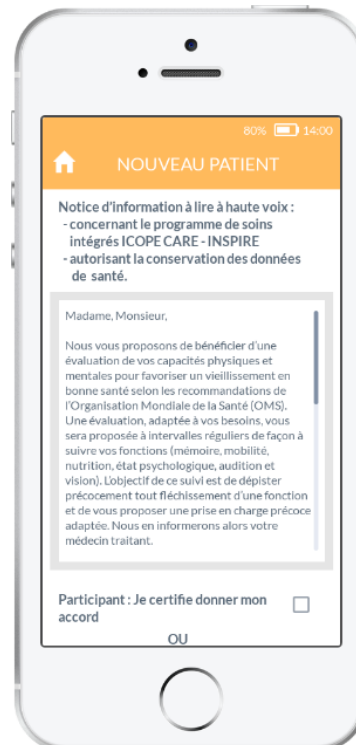 80% 14:00
NOUVEAU PATIENT
Notice d'information à lire à haute voix :
- concernant le programme de soins
intégrés ICOPE CARE - INSPIRE
- autorisant la conservation des données
de santé.
Madame, Monsieur,
Nous vous proposons de bénéficier d'une
évaluation de vos capacités physiques et
mentales pour favoriser un vieillissement en
bonne santé selon les recommandations de
l'Organisation Mondiale de la Santé (OMS).
Une évaluation, adaptée à vos besoins, vous
sera proposée à intervalles réguliers de façon à
suivre vos fonctions (mémoire, mobilité,
nutrition, état psychologique, audition et
vision). L'objectif de ce suivi est de dépister
précocement tout fléchissement d'une fonction
et de vous proposer une prise en charge précoce
adaptée. Nous en informerons alors votre
médecin traitant.
Participant : Je certifie donner mon
accord
OU